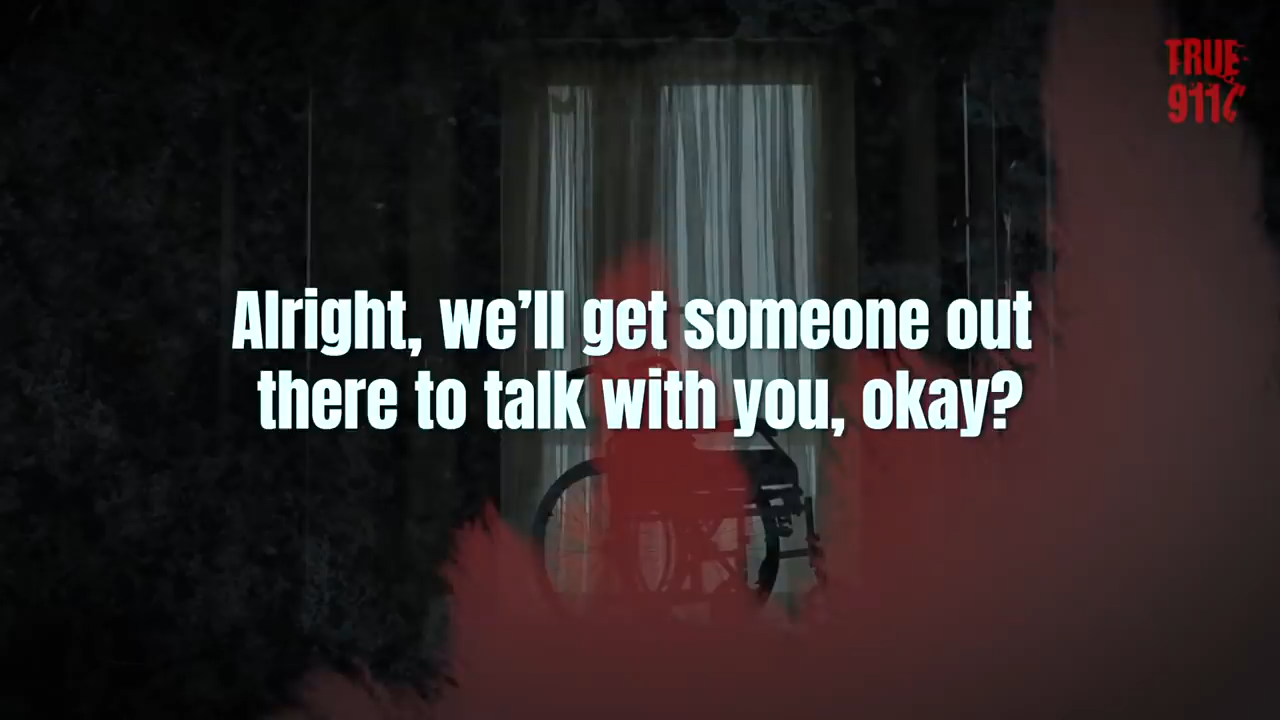 TRUE
911
Alright, we’ll get someone out
there to talk with you, okay?